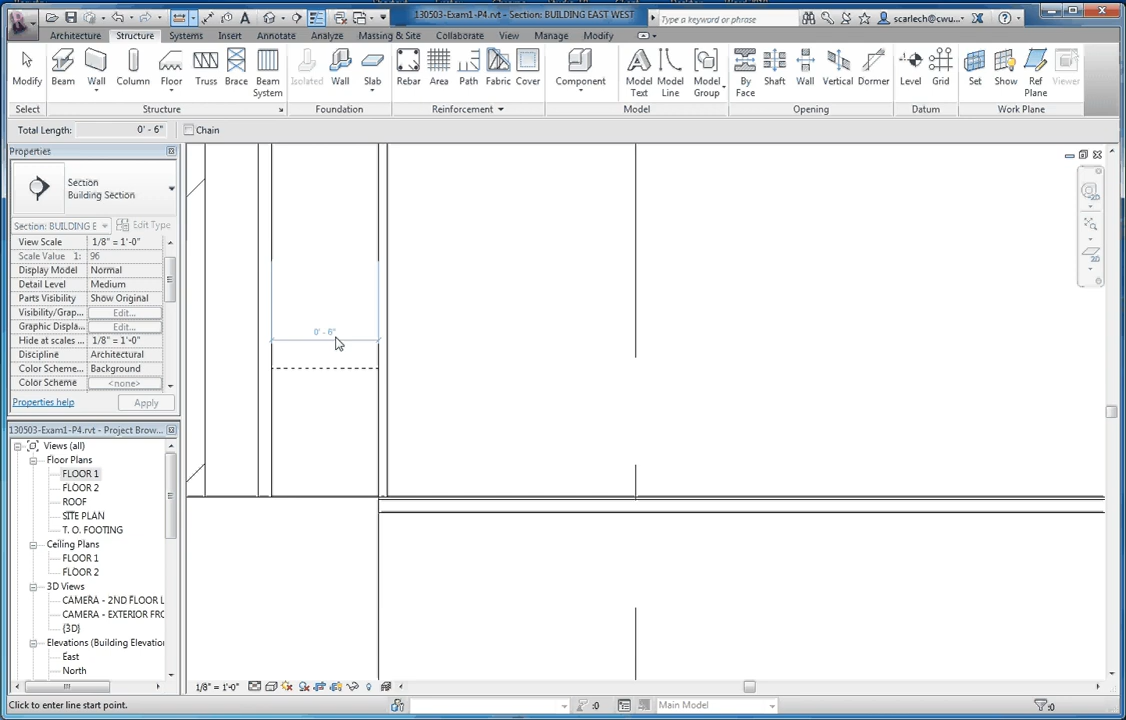 130503-Exam1-P4.rvt - Section: BUILDING EAST WEST
Type a keyword or phrase
scarlech@cwu...
Architecture Structure Systems Insert Annotate Analyze Massing & Site Collaborate View Manage Modify
Modify Beam Wall Column Floor Truss Brace Beam System Isolated Wall Slab Rebar Area Path Fabric Cover Component Model Text Model Line Model Group By Face Shaft Wall Vertical Dormer Level Grid Set Show Ref Plane Viewer
Select Structure Foundation Reinforcement Model Opening Datum Work Plane
Total Length: 0' - 6" Chain
Properties
Section
Building Section
Section: BUILDING E Edit Type
View Scale 1/8" = 1'-0"
Scale Value 1: 96
Display Model Normal
Detail Level Medium
Parts Visibility Show Original
Visibility/Grap... Edit...
Graphic Displa... Edit...
Hide at scales ... 1/8" = 1'-0"
Discipline Architectural
Color Scheme... Background
Color Scheme <none>
Properties help Apply
0' - 6"
130503-Exam1-P4.rvt - Project Brow...
Views (all)
Floor Plans
FLOOR 1
FLOOR 2
ROOF
SITE PLAN
T. O. FOOTING
Ceiling Plans
FLOOR 1
FLOOR 2
3D Views
CAMERA - 2ND FLOOR L
CAMERA - EXTERIOR FRO
{3D}
Elevations (Building Elevation
East
North
2D
2D
1/8" = 1'-0"
Click to enter line start point.
:0 Main Model :0